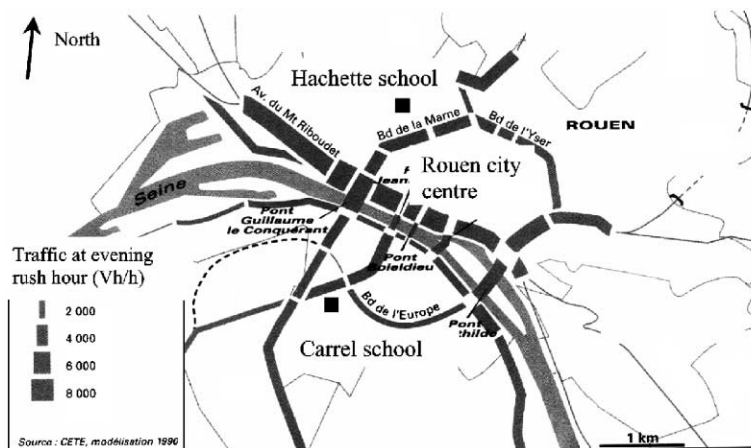 North
Hachette school
Av. du Mt Riboudet
Bd de la Marne
Bd de l'Yser
ROUEN
Rouen city
centre
Seine
Pont
Guillaume
le Conquérant
Pont
Boieldieu
Traffic at evening
rush hour (Vh/h)
2 000
4 000
6 000
8 000
Bd de l'Europe
Carrel school
Pont
Source : CETE, modélisation 1990
1 km